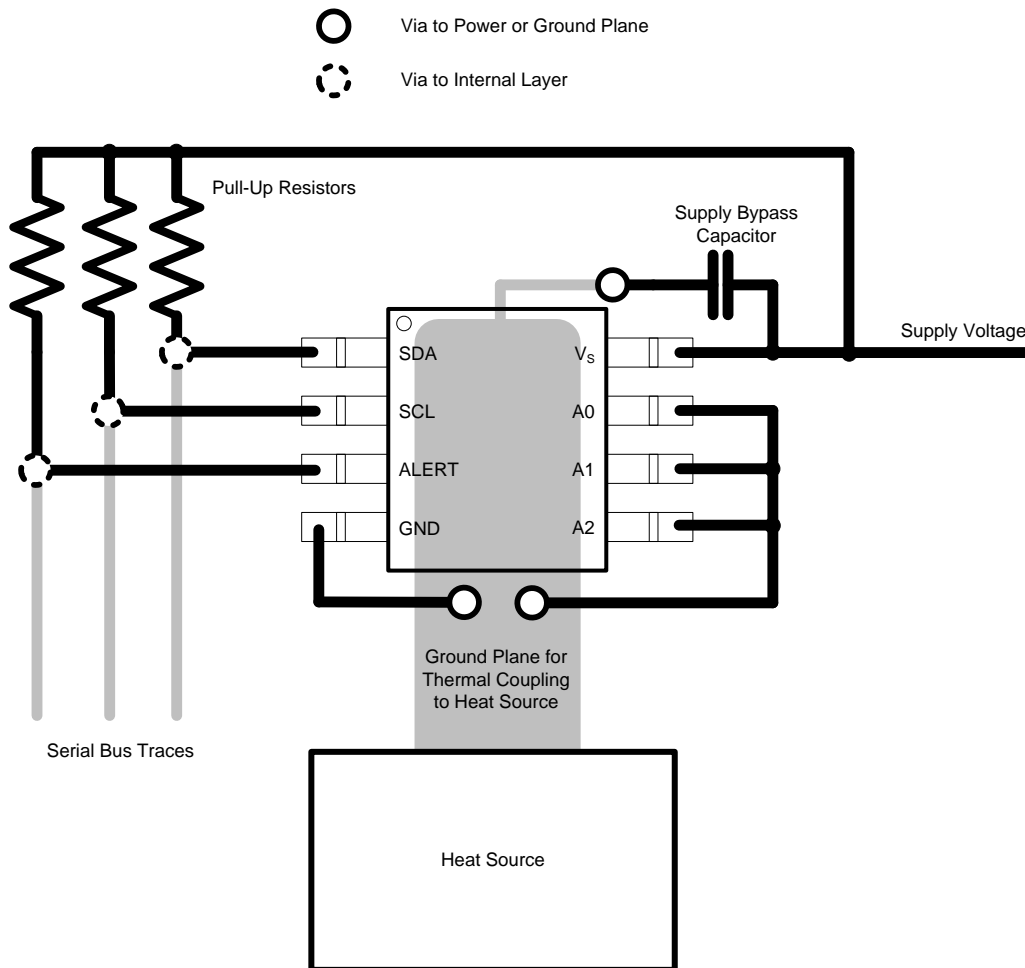 Via to Power or Ground Plane
Via to Internal Layer
Pull-Up Resistors
Supply Bypass
Capacitor
Supply Voltage
SDA
VS
SCL
A0
ALERT
A1
GND
A2
Ground Plane for
Thermal Coupling
to Heat Source
Serial Bus Traces
Heat Source